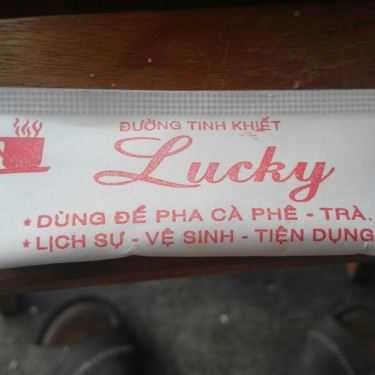 ĐƯỜNG TINH KHIẾT
Lucky
* DÙNG ĐỂ PHA CÀ PHÊ - TRÀ.
* LỊCH SỰ - VỆ SINH - TIỆN DỤNG